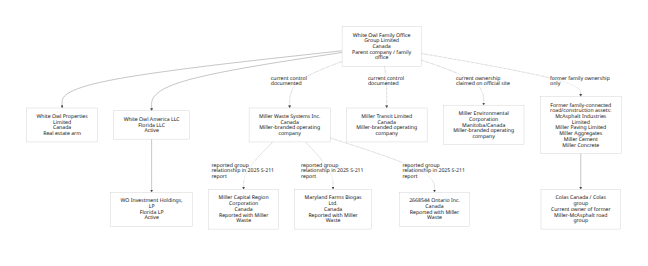 White Owl Family Office
Group Limited
Canada
Parent company / family
office
current control
documented
current control
documented
current ownership
claimed on official site
former family ownership
only
White Owl Properties
Limited
Canada
Real estate arm
White Owl America LLC
Florida LLC
Active
Miller Waste Systems Inc.
Canada
Miller-branded operating
company
Miller Transit Limited
Canada
Miller-branded operating
company
Miller Environmental
Corporation
Manitoba/Canada
Miller-branded operating
company
Former family-connected
road/construction assets:
McAsphalt Industries
Limited
Miller Paving Limited
Miller Aggregates
Miller Cement
Miller Concrete
reported group
relationship in 2025 S-211
report
reported group
relationship in 2025 S-211
report
reported group
relationship in 2025 S-211
report
WO Investment Holdings,
LP
Florida LP
Active
Miller Capital Region
Corporation
Canada
Reported with Miller
Waste
Maryland Farms Biogas
Ltd.
Canada
Reported with Miller
Waste
2668544 Ontario Inc.
Canada
Reported with Miller
Waste
Colas Canada / Colas
group
Current owner of former
Miller-McAsphalt road
group